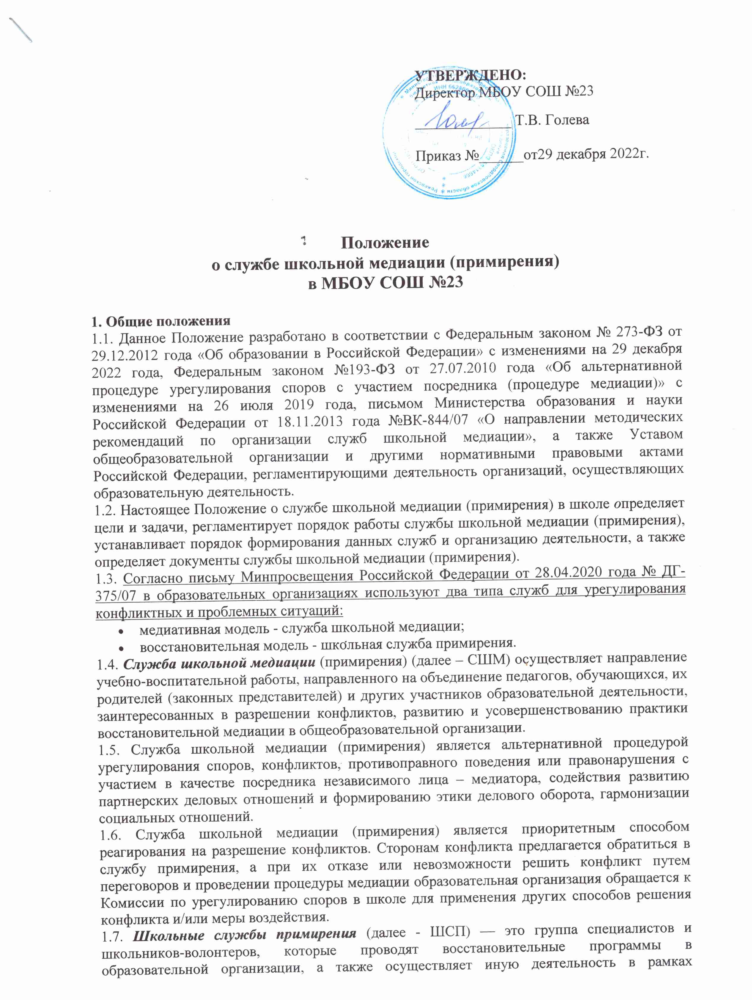 УТВЕРЖДЕНО:
Директор МБОУ СОШ №23
Т.В. Голева
Приказ №______от29 декабря 2022г.
Положение
о службе школьной медиации (примирения)
в МБОУ СОШ №23
1. Общие положения
1.1. Данное Положение разработано в соответствии с Федеральным законом № 273-ФЗ от
29.12.2012 года «Об образовании в Российской Федерации» с изменениями на 29 декабря
2022 года, Федеральным законом №193-ФЗ от 27.07.2010 года «Об альтернативной
процедуре урегулирования споров с участием посредника (процедуре медиации)» с
изменениями на 26 июля 2019 года, письмом Министерства образования и науки
Российской Федерации от 18.11.2013 года №ВК-844/07 «О направлении методических
рекомендаций по организации служб школьной медиации», а также Уставом
общеобразовательной организации и другими нормативными правовыми актами
Российской Федерации, регламентирующими деятельность организаций, осуществляющих
образовательную деятельность.
1.2. Настоящее Положение о службе школьной медиации (примирения) в школе определяет
цели и задачи, регламентирует порядок работы службы школьной медиации (примирения),
устанавливает порядок формирования данных служб и организацию деятельности, а также
определяет документы службы школьной медиации (примирения).
1.3. Согласно письму Минпросвещения Российской Федерации от 28.04.2020 года № ДГ-
375/07 в образовательных организациях используют два типа служб для урегулирования
конфликтных и проблемных ситуаций:
• медиативная модель - служба школьной медиации;
• восстановительная модель - школьная служба примирения.
1.4. Служба школьной медиации (примирения) (далее – СШМ) осуществляет направление
учебно-воспитательной работы, направленного на объединение педагогов, обучающихся, их
родителей (законных представителей) и других участников образовательной деятельности,
заинтересованных в разрешении конфликтов, развитию и усовершенствованию практики
восстановительной медиации в общеобразовательной организации.
1.5. Служба школьной медиации (примирения) является альтернативной процедурой
урегулирования споров, конфликтов, противоправного поведения или правонарушения с
участием в качестве посредника независимого лица – медиатора, содействия развитию
партнерских деловых отношений и формированию этики делового оборота, гармонизации
социальных отношений.
1.6. Служба школьной медиации (примирения) является приоритетным способом
реагирования на разрешение конфликтов. Сторонам конфликта предлагается обратиться в
службу примирения, а при их отказе или невозможности решить конфликт путем
переговоров и проведении процедуры медиации образовательная организация обращается к
Комиссии по урегулированию споров в школе для применения других способов решения
конфликта и/или меры воздействия.
1.7. Школьные службы примирения (далее - ШСП) — это группа специалистов и
школьников-волонтеров, которые проводят восстановительные программы в
образовательной организации, а также осуществляет иную деятельность в рамках